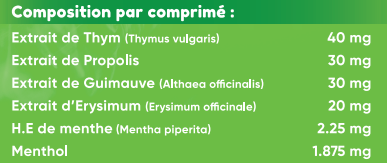 Composition par comprimé :
Extrait de Thym (Thymus vulgaris) 40 mg
Extrait de Propolis 30 mg
Extrait de Guimauve (Althaea officinalis) 30 mg
Extrait d'Erysimum (Erysimum officinale) 20 mg
H.E de menthe (Mentha piperita) 2.25 mg
Menthol 1.875 mg